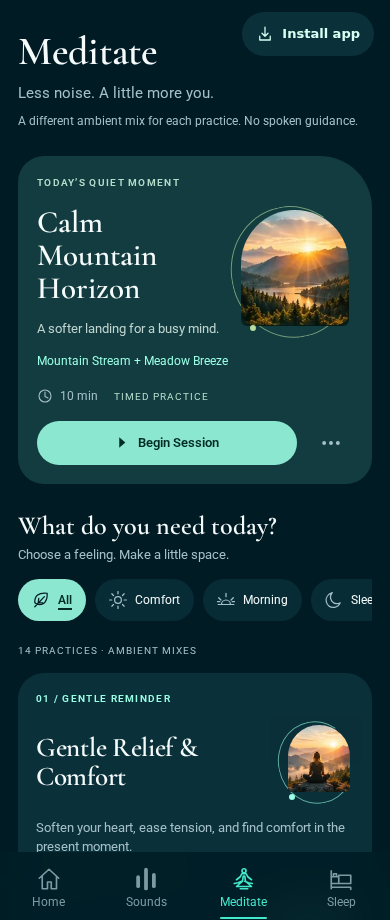 Meditate
Install app
Less noise. A little more you.
A different ambient mix for each practice. No spoken guidance.
TODAY'S QUIET MOMENT
Calm
Mountain
Horizon
A softer landing for a busy mind.
Mountain Stream + Meadow Breeze
10 min TIMED PRACTICE
Begin Session
What do you need today?
Choose a feeling. Make a little space.
All Comfort Morning Slee
14 PRACTICES · AMBIENT MIXES
01 / GENTLE REMINDER
Gentle Relief &
Comfort
Soften your heart, ease tension, and find comfort in the
present moment.
Home Sounds Meditate Sleep